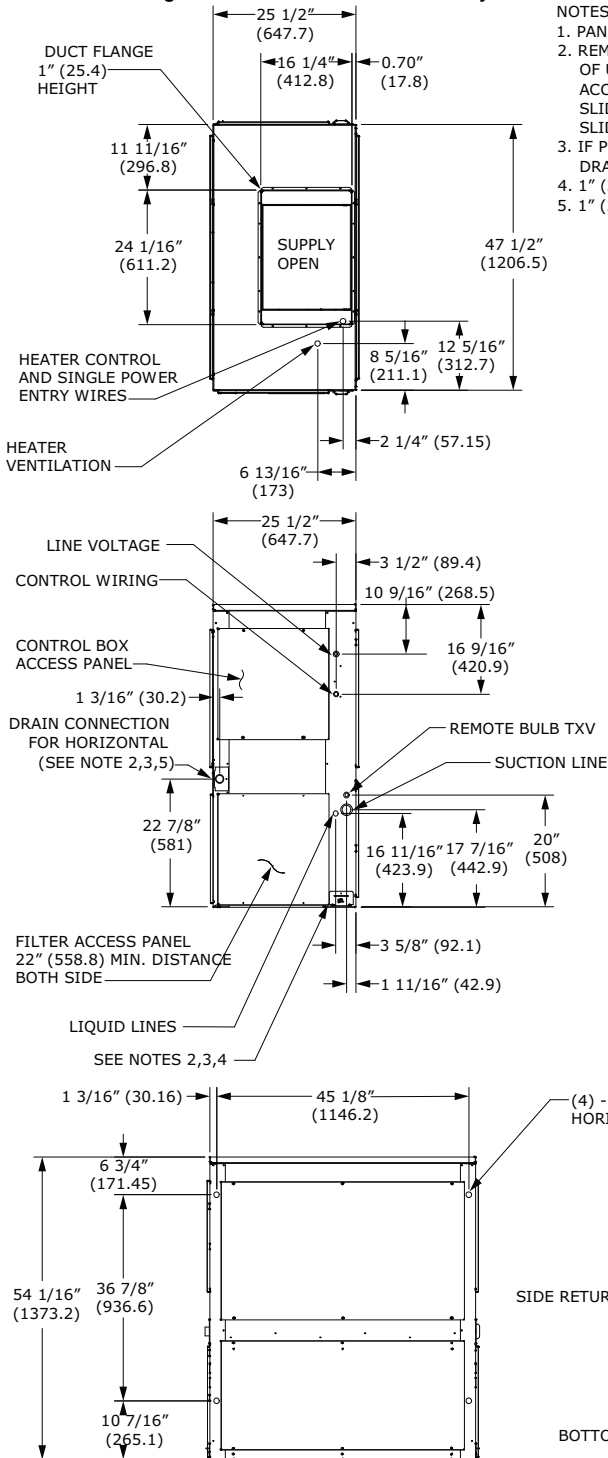 25 1/2"
(647.7)
NOTES
1. PAN
2. REM
OF U
ACC
SLID
SLID
3. IF P
DRA
4. 1" (
5. 1" (
DUCT FLANGE
1" (25.4)
HEIGHT
16 1/4"
(412.8)
0.70"
(17.8)
11 11/16"
(296.8)
24 1/16"
(611.2)
SUPPLY
OPEN
47 1/2"
(1206.5)
HEATER CONTROL
AND SINGLE POWER
ENTRY WIRES
8 5/16"
(211.1)
12 5/16"
(312.7)
HEATER
VENTILATION
2 1/4" (57.15)
6 13/16"
(173)
25 1/2"
(647.7)
LINE VOLTAGE
CONTROL WIRING
3 1/2" (89.4)
10 9/16" (268.5)
16 9/16"
(420.9)
CONTROL BOX
ACCESS PANEL
1 3/16" (30.2)
DRAIN CONNECTION
FOR HORIZONTAL
(SEE NOTE 2,3,5)
REMOTE BULB TXV
SUCTION LINE
22 7/8"
(581)
16 11/16"
(423.9)
17 7/16"
(442.9)
20"
(508)
FILTER ACCESS PANEL
22" (558.8) MIN. DISTANCE
BOTH SIDE
3 5/8" (92.1)
1 11/16" (42.9)
LIQUID LINES
SEE NOTES 2,3,4
1 3/16" (30.16)
45 1/8"
(1146.2)
(4) -
HORI
6 3/4"
(171.45)
54 1/16"
(1373.2)
36 7/8"
(936.6)
SIDE RETUR
10 7/16"
(265.1)
BOTTO